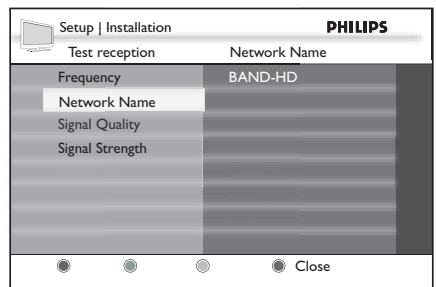 Setup | Installation PHILIPS
Test reception Network Name
Frequency BAND-HD
Network Name
Signal Quality
Signal Strength
Close